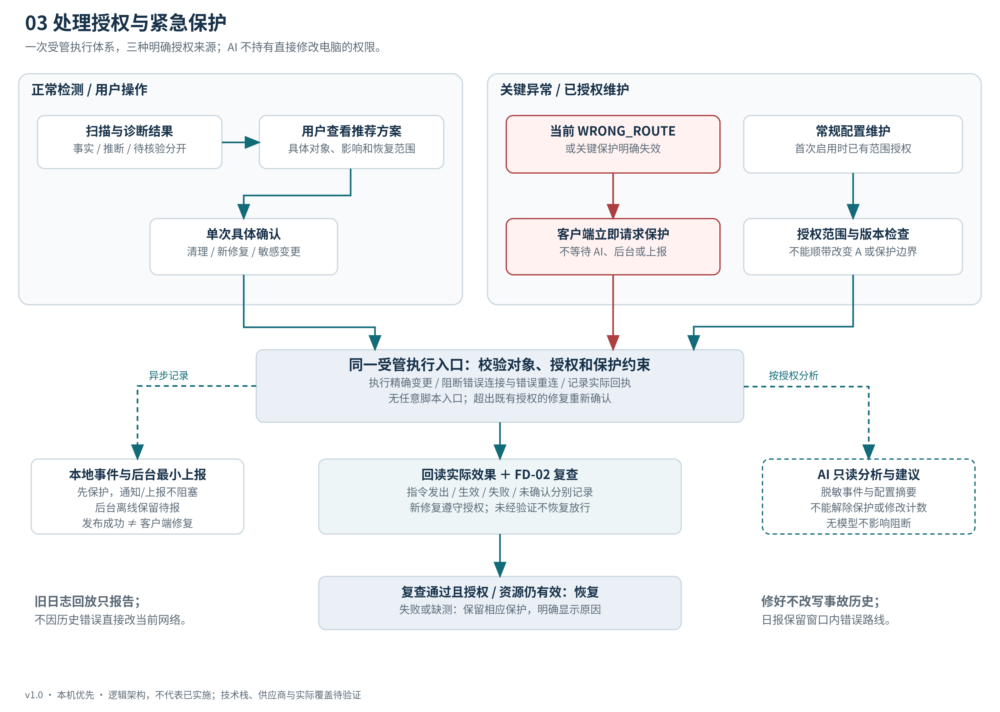 03 处理授权与紧急保护
一次受管执行体系，三种明确授权来源；AI 不持有直接修改电脑的权限。
正常检测 / 用户操作
扫描与诊断结果
事实 / 推断 / 待核验分开
用户查看推荐方案
具体对象、影响和恢复范围
单次具体确认
清理 / 新修复 / 敏感变更
关键异常 / 已授权维护
当前 WRONG_ROUTE
或关键保护明确失效
常规配置维护
首次启用时已有范围授权
客户端立即请求保护
不等待 AI、后台或上报
授权范围与版本检查
不能顺带改变 A 或保护边界
同一受管执行入口：校验对象、授权和保护约束
执行精确变更 / 阻断错误连接与错误重连 / 记录实际回执
无任意脚本入口；超出既有授权的修复重新确认
异步记录
按授权分析
本地事件与后台最小上报
先保护，通知/上报不阻塞
后台离线保留待报
发布成功 ≠ 客户端修复
回读实际效果 ＋ FD-02 复查
指令发出 / 生效 / 失败 / 未确认分别记录
新修复遵守授权；未经验证不恢复放行
AI 只读分析与建议
脱敏事件与配置摘要
不能解除保护或修改计数
无模型不影响阻断
复查通过且授权 / 资源仍有效：恢复
失败或缺测：保留相应保护，明确显示原因
旧日志回放只报告；
不因历史错误直接改当前网络。
修好不改写事故历史；
日报保留窗口内错误路线。
v1.0 · 本机优先 · 逻辑架构，不代表已实施；技术栈、供应商与实际覆盖待验证